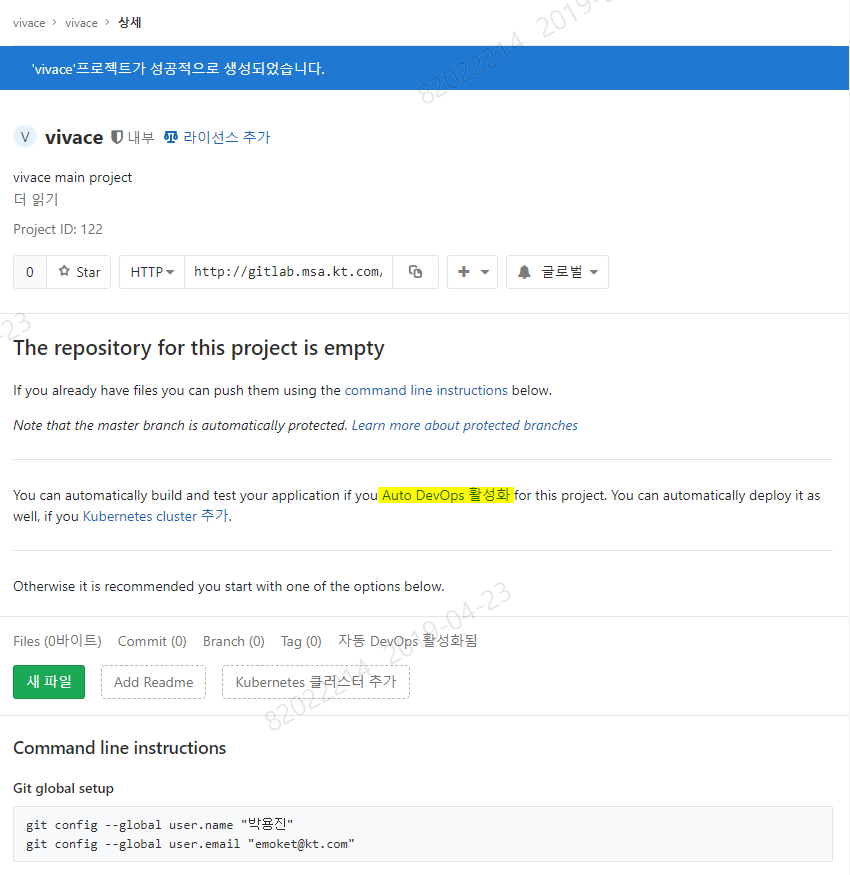 vivace > vivace > 상세
'vivace'프로젝트가 성공적으로 생성되었습니다.
82022214 2019-
V vivace 내부 라이선스 추가
vivace main project
더 읽기
Project ID: 122
0 Star HTTP http://gitlab.msa.kt.com/ 글로벌
-23
The repository for this project is empty
If you already have files you can push them using the command line instructions below.
Note that the master branch is automatically protected. Learn more about protected branches
You can automatically build and test your application if you Auto DevOps 활성화 for this project. You can automatically deploy it as
well, if you Kubernetes cluster 추가.
Otherwise it is recommended you start with one of the options below.
Files (0바이트) Commit (0) Branch (0) Tag (0) 자동 DevOps 활성화됨
새 파일 Add Readme Kubernetes 클러스터 추가
82022214 2019-04-23
Command line instructions
Git global setup
git config --global user.name "박용진"
git config --global user.email "emoket@kt.com"